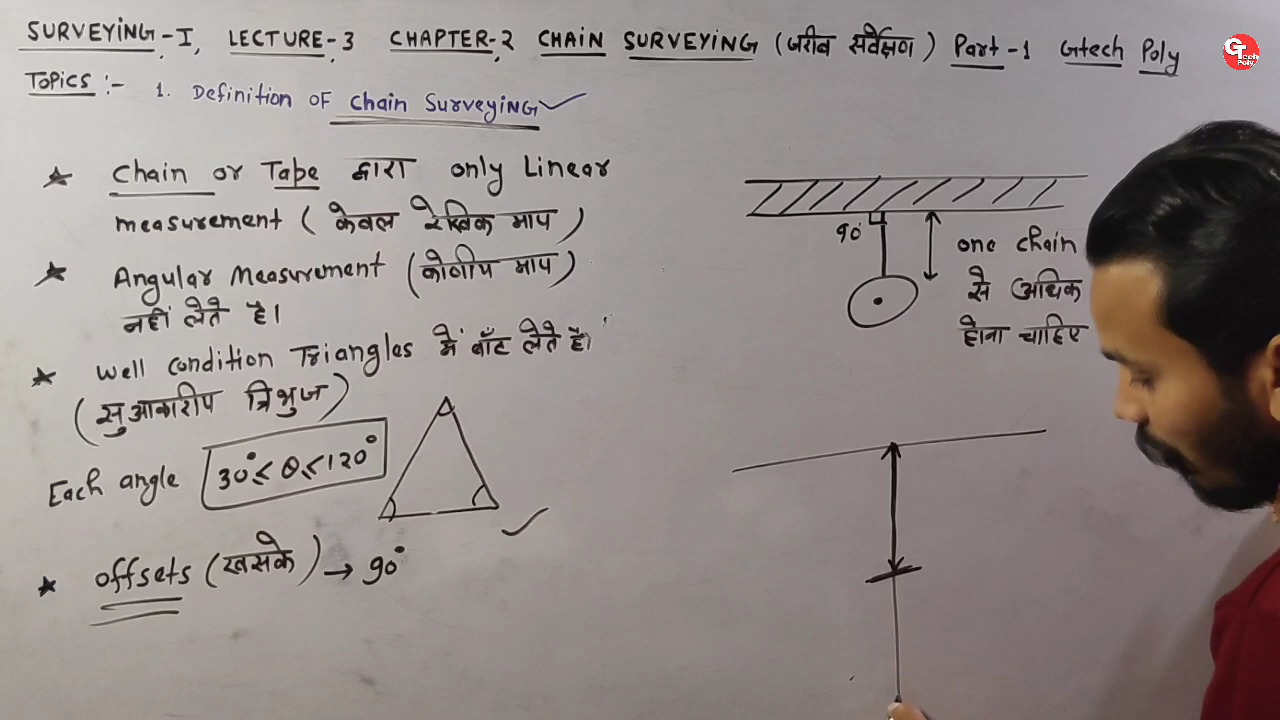 SURVEYING-I, LECTURE-3 CHAPTER-2 CHAIN SURVEYING (जरीब सर्वेक्षण) Part-1 Gtech Poly
GTech Poly
TOPICS :- 1. Definition OF Chain SurveyiNG
★ Chain or Tape द्वारा only Linear
measurement (केवल रेखिक माप)
★ Angular Measurement (कोणीय माप)
नहीं लेते है।
★ Well condition Triangles में बाँट लेते है।
(सुआकारीय त्रिभुज)
Each angle 30° ≤ θ ≤ 120°
★ offsets (खसके) → 90°
90°
one chain
से अधिक
होना चाहिए